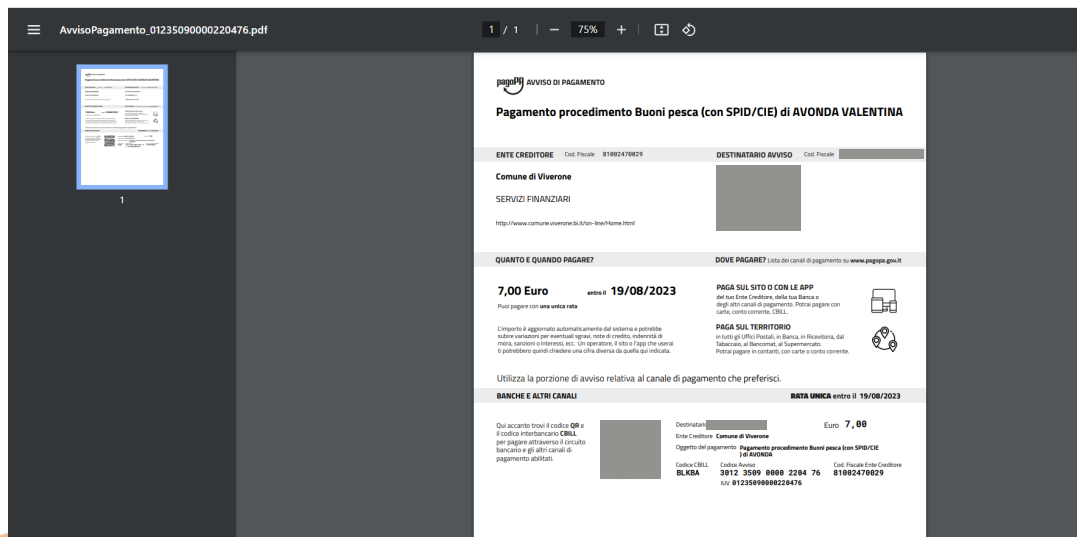 AvvisoPagamento_01235090000220476.pdf
1 / 1
75%
1
pagoPA AVVISO DI PAGAMENTO
Pagamento procedimento Buoni pesca (con SPID/CIE) di AVONDA VALENTINA
ENTE CREDITORE Cod. Fiscale 81002470029
DESTINATARIO AVVISO Cod. Fiscale
Comune di Viverone
SERVIZI FINANZIARI
http://www.comune.viverone.bi.it/on-line/Home.html
QUANTO E QUANDO PAGARE?
DOVE PAGARE? Lista dei canali di pagamento su www.pagopa.gov.it
7,00 Euro entro il 19/08/2023
Puoi pagare con una unica rata
L'importo è aggiornato automaticamente dal sistema e potrebbe
subire variazioni per eventuali sgravi, note di credito, indennità di
mora, sanzioni o interessi, ecc. Un operatore, il sito o l'app che userai
ti potrebbero quindi chiedere una cifra diversa da quella qui indicata.
PAGA SUL SITO O CON LE APP
del tuo Ente Creditore, della tua Banca o
degli altri canali di pagamento. Potrai pagare con
carte, conto corrente, CBILL.
PAGA SUL TERRITORIO
in tutti gli Uffici Postali, in Banca, in Ricevitoria, dal
Tabaccaio, al Bancomat, al Supermercato.
Potrai pagare in contanti, con carte o conto corrente.
Utilizza la porzione di avviso relativa al canale di pagamento che preferisci.
BANCHE E ALTRI CANALI
RATA UNICA entro il 19/08/2023
Qui accanto trovi il codice QR e
il codice interbancario CBILL
per pagare attraverso il circuito
bancario e gli altri canali di
pagamento abilitati.
Destinatario
Euro 7,00
Ente Creditore Comune di Viverone
Oggetto del pagamento Pagamento procedimento Buoni pesca (con SPID/CIE
) di AVONDA
Codice CBILL Codice Avviso Cod. Fiscale Ente Creditore
BLKBA 3012 3509 0000 2204 76 81002470029
IUV 01235090000220476